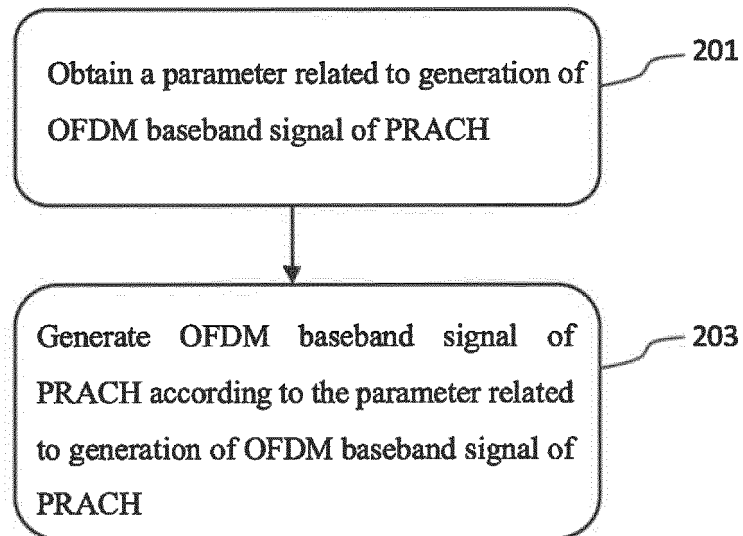 Obtain a parameter related to generation of
OFDM baseband signal of PRACH
201
Generate OFDM baseband signal of
PRACH according to the parameter related
to generation of OFDM baseband signal of
PRACH
203